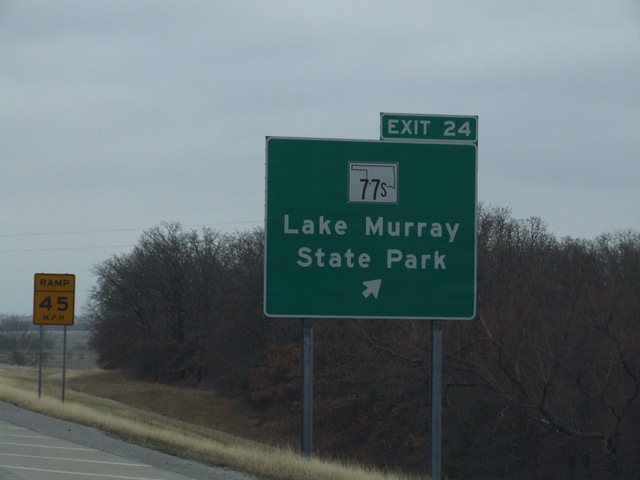 EXIT 24
77S
Lake Murray
State Park
RAMP
45
M.P.H.